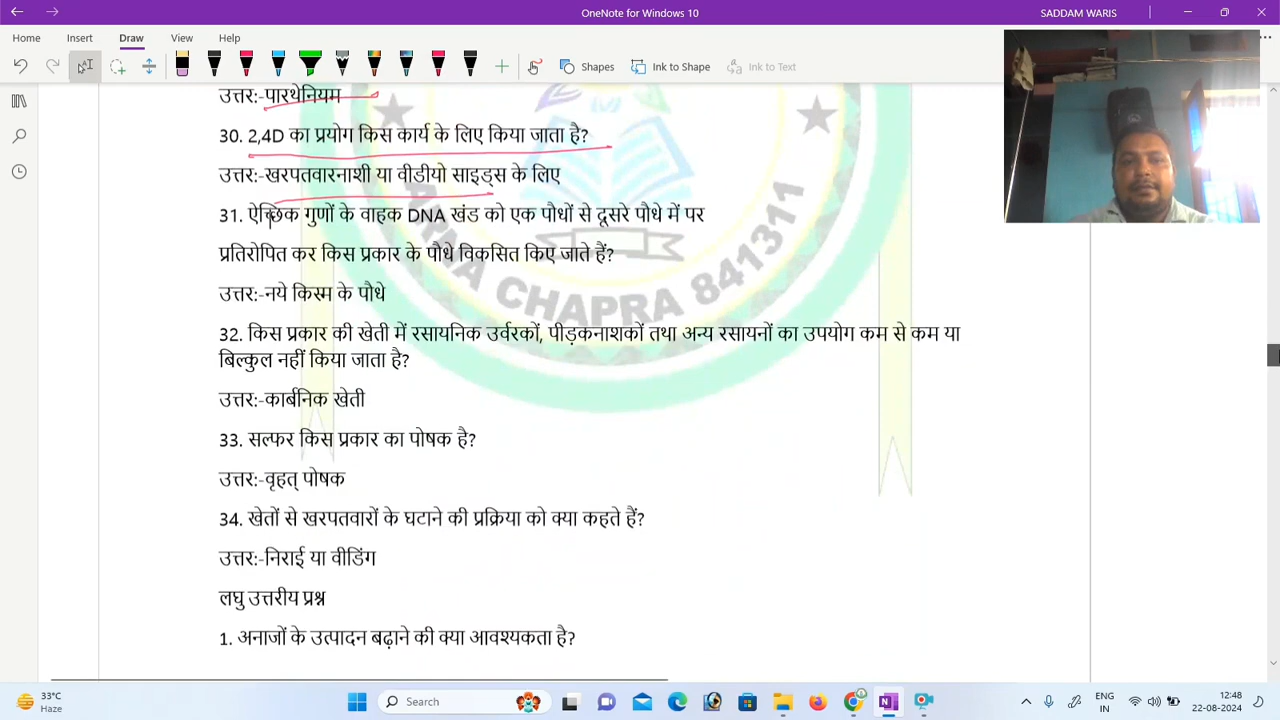 OneNote for Windows 10
SADDAM WARIS
Home Insert Draw View Help
Shapes Ink to Shape Ink to Text
उत्तर:-पारथेनियम
30. 2,4D का प्रयोग किस कार्य के लिए किया जाता है?
उत्तर:-खरपतवारनाशी या वीडीयो साइड्स के लिए
31. ऐच्छिक गुणों के वाहक DNA खंड को एक पौधों से दूसरे पौधे में पर
प्रतिरोपित कर किस प्रकार के पौधे विकसित किए जाते हैं?
उत्तर:-नये किस्म के पौधे
32. किस प्रकार की खेती में रसायनिक उर्वरकों, पीड़कनाशकों तथा अन्य रसायनों का उपयोग कम से कम या
बिल्कुल नहीं किया जाता है?
उत्तर:-कार्बनिक खेती
33. सल्फर किस प्रकार का पोषक है?
उत्तर:-वृहत् पोषक
34. खेतों से खरपतवारों के घटाने की प्रक्रिया को क्या कहते हैं?
उत्तर:-निराई या वीडिंग
लघु उत्तरीय प्रश्न
1. अनाजों के उत्पादन बढ़ाने की क्या आवश्यकता है?
ARNA CHAPRA 841311
33°C
Haze
Search
ENG
IN
12:48
22-08-2024